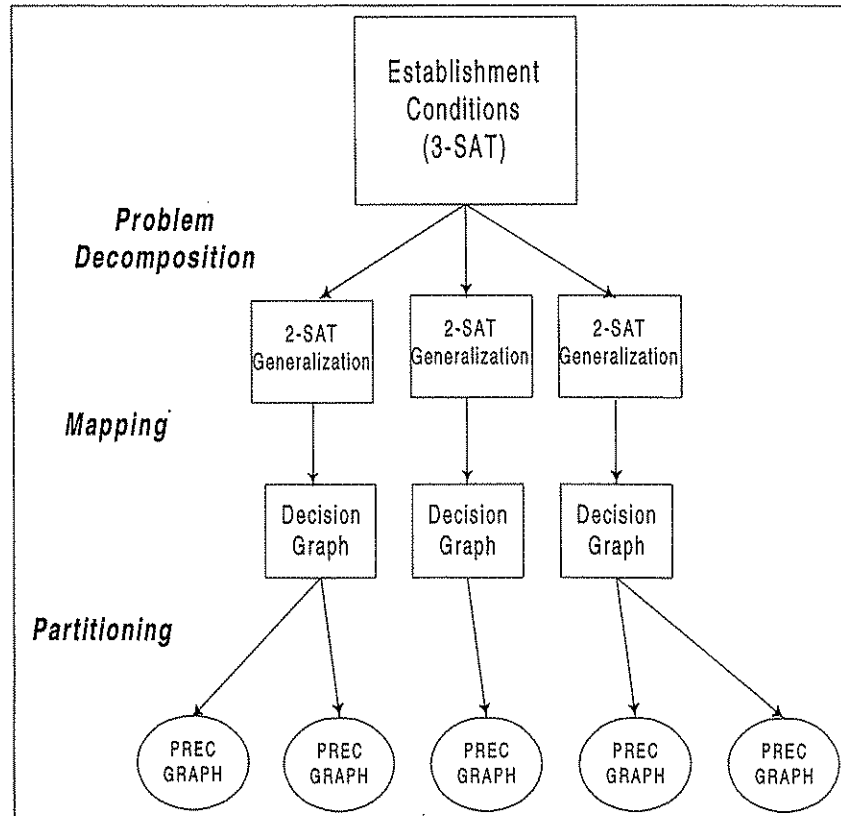 Establishment
Conditions
(3-SAT)
Problem
Decomposition
2-SAT
Generalization
2-SAT
Generalization
2-SAT
Generalization
Mapping
Decision
Graph
Decision
Graph
Decision
Graph
Partitioning
PREC
GRAPH
PREC
GRAPH
PREC
GRAPH
PREC
GRAPH
PREC
GRAPH